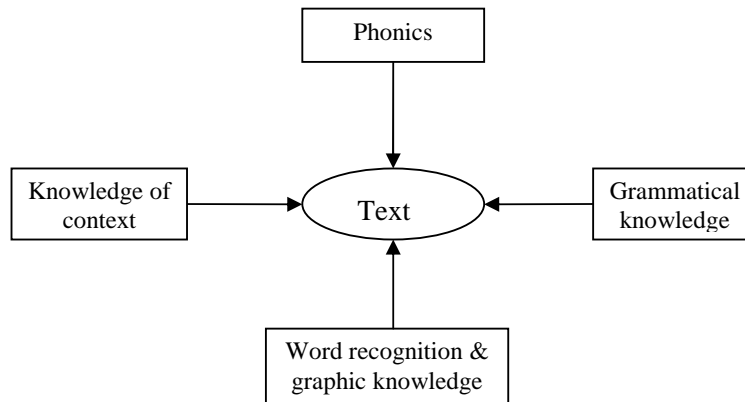 Phonics
Knowledge of
context
Text
Grammatical
knowledge
Word recognition &
graphic knowledge